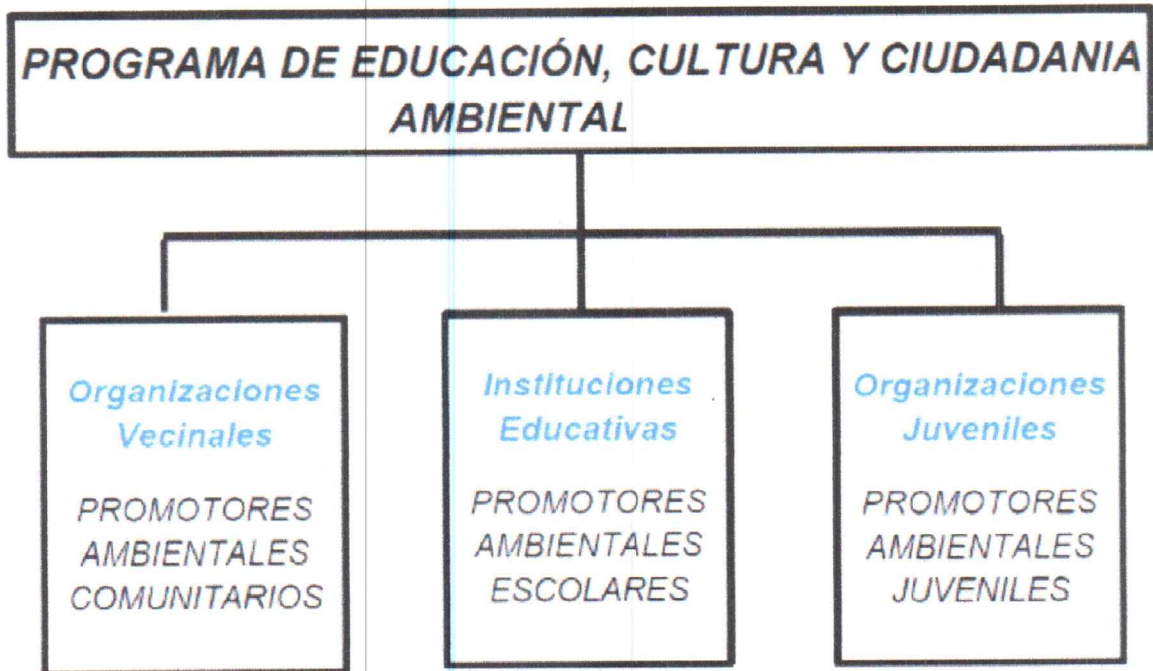 PROGRAMA DE EDUCACIÓN, CULTURA Y CIUDADANIA
AMBIENTAL
Organizaciones
Vecinales
PROMOTORES
AMBIENTALES
COMUNITARIOS
Instituciones
Educativas
PROMOTORES
AMBIENTALES
ESCOLARES
Organizaciones
Juveniles
PROMOTORES
AMBIENTALES
JUVENILES